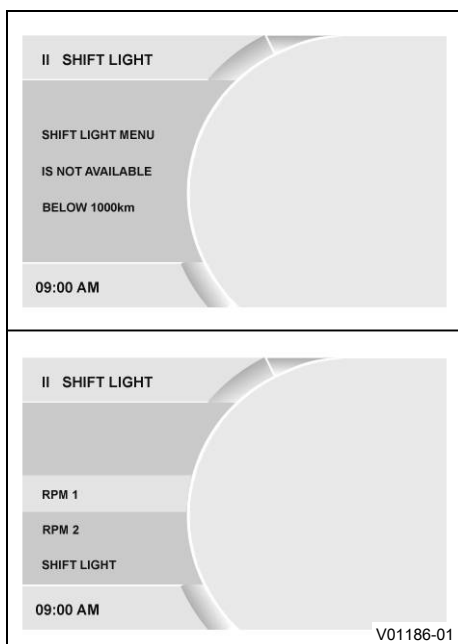 II SHIFT LIGHT
SHIFT LIGHT MENU
IS NOT AVAILABLE
BELOW 1000km
09:00 AM
II SHIFT LIGHT
RPM 1
RPM 2
SHIFT LIGHT
09:00 AM
V01186-01